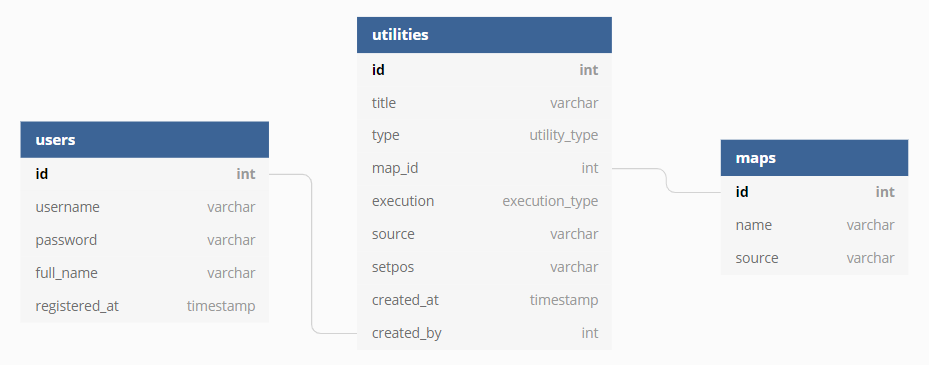 users
id int
username varchar
password varchar
full_name varchar
registered_at timestamp
utilities
id int
title varchar
type utility_type
map_id int
execution execution_type
source varchar
setpos varchar
created_at timestamp
created_by int
maps
id int
name varchar
source varchar